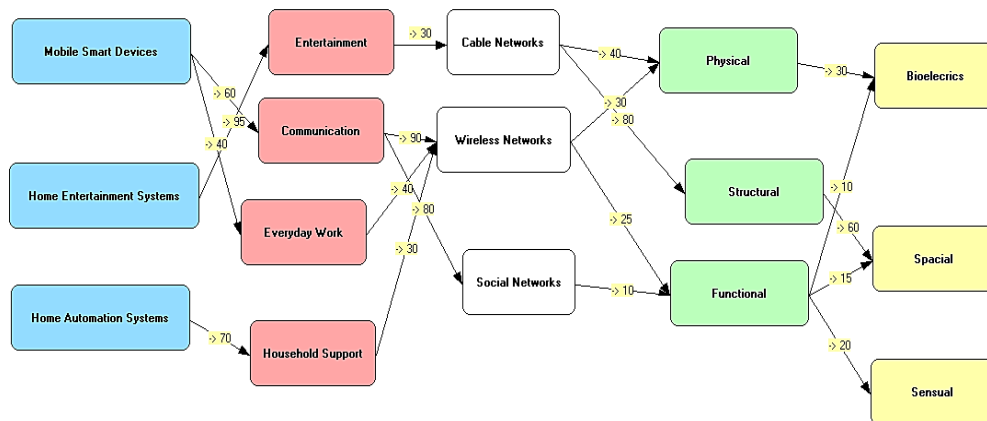 Mobile Smart Devices
Home Entertainment Systems
Home Automation Systems
Entertainment
Communication
Everyday Work
Household Support
Cable Networks
Wireless Networks
Social Networks
Physical
Structural
Functional
Bioelecrics
Spacial
Sensual
-> 60
-> 95
-> 40
-> 70
-> 30
-> 90
-> 40
-> 80
-> 30
-> 40
-> 30
-> 80
-> 25
-> 10
-> 30
-> 10
-> 60
-> 15
-> 20